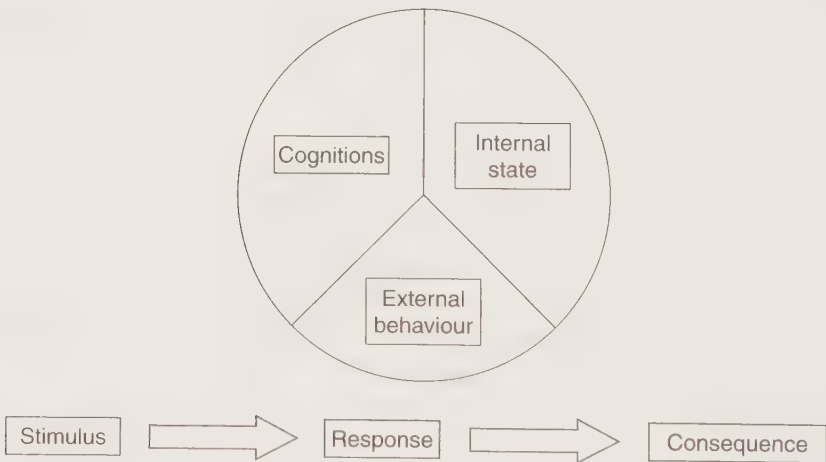 Cognitions
Internal
state
External
behaviour
Stimulus
Response
Consequence